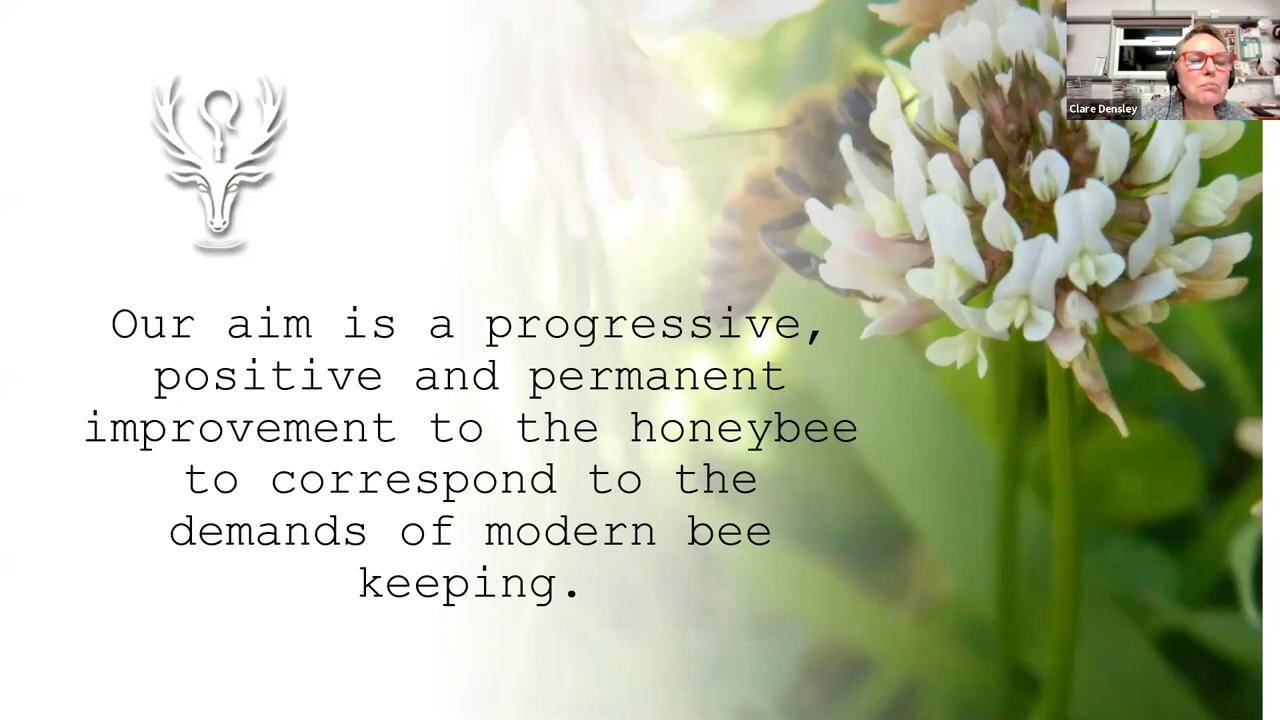 Clare Densley
Our aim is a progressive,
positive and permanent
improvement to the honeybee
to correspond to the
demands of modern bee
keeping.